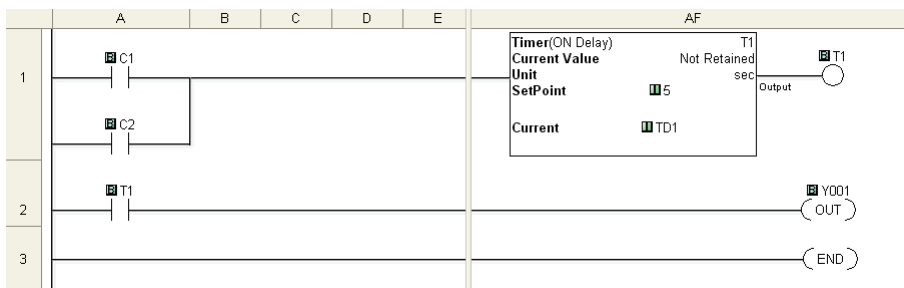 A B C D E AF
1
B C1
B C2
Timer(ON Delay) T1
Current Value Not Retained
Unit sec
SetPoint I 5
Current I TD1
Output
B T1
2
B T1
B Y001
OUT
3
END